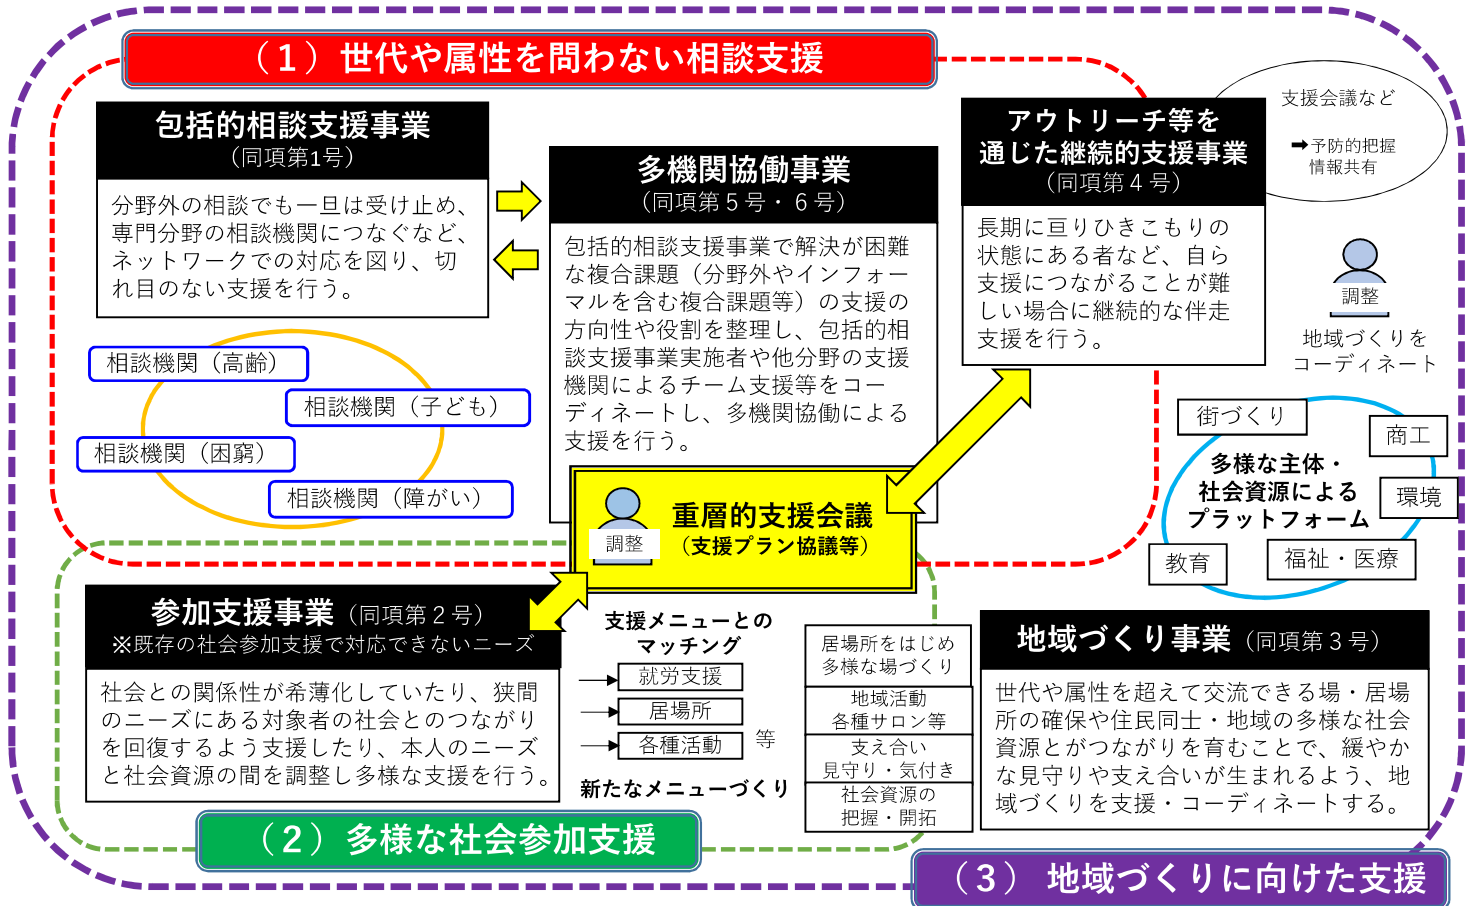 （１）世代や属性を問わない相談支援
包括的相談支援事業
（同項第1号）
分野外の相談でも一旦は受け止め、
専門分野の相談機関につなぐなど、
ネットワークでの対応を図り、切
れ目のない支援を行う。
相談機関（高齢）
相談機関（子ども）
相談機関（困窮）
相談機関（障がい）
多機関協働事業
（同項第５号・６号）
包括的相談支援事業で解決が困難
な複合課題（分野外やインフォー
マルを含む複合課題等）の支援の
方向性や役割を整理し、包括的相
談支援事業実施者や他分野の支援
機関によるチーム支援等をコー
ディネートし、多機関協働による
支援を行う。
アウトリーチ等を
通じた継続的支援事業
（同項第４号）
長期に亘りひきこもりの
状態にある者など、自ら
支援につながることが難
しい場合に継続的な伴走
支援を行う。
支援会議など
➡予防的把握
情報共有
調整
地域づくりを
コーディネート
街づくり
商工
多様な主体・
社会資源による
プラットフォーム
環境
教育
福祉・医療
調整
重層的支援会議
（支援プラン協議等）
参加支援事業（同項第２号）
※既存の社会参加支援で対応できないニーズ
社会との関係性が希薄化していたり、狭間
のニーズにある対象者の社会とのつながり
を回復するよう支援したり、本人のニーズ
と社会資源の間を調整し多様な支援を行う。
支援メニューとの
マッチング
就労支援
居場所
各種活動
等
新たなメニューづくり
居場所をはじめ
多様な場づくり
地域活動
各種サロン等
支え合い
見守り・気付き
社会資源の
把握・開拓
地域づくり事業（同項第３号）
世代や属性を超えて交流できる場・居場
所の確保や住民同士・地域の多様な社会
資源とがつながりを育むことで、緩やか
な見守りや支え合いが生まれるよう、地
域づくりを支援・コーディネートする。
（２）多様な社会参加支援
（３） 地域づくりに向けた支援